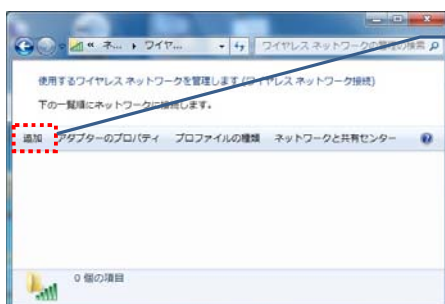 « ネ... ▸ ワイヤ... ワイヤレス ネットワークの管理の検索
使用するワイヤレス ネットワークを管理します (ワイヤレス ネットワーク接続)
下の一覧順にネットワークに接続します。
追加 アダプターのプロパティ プロファイルの種類 ネットワークと共有センター
0 個の項目